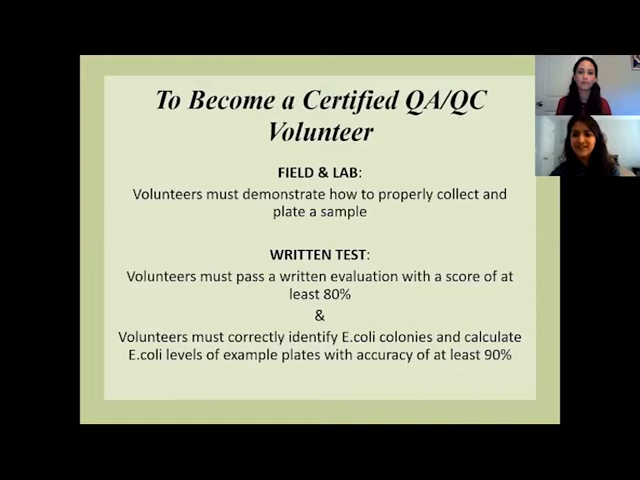 To Become a Certified QA/QC
Volunteer
FIELD & LAB:
Volunteers must demonstrate how to properly collect and
plate a sample
WRITTEN TEST:
Volunteers must pass a written evaluation with a score of at
least 80%
&
Volunteers must correctly identify E.coli colonies and calculate
E.coli levels of example plates with accuracy of at least 90%